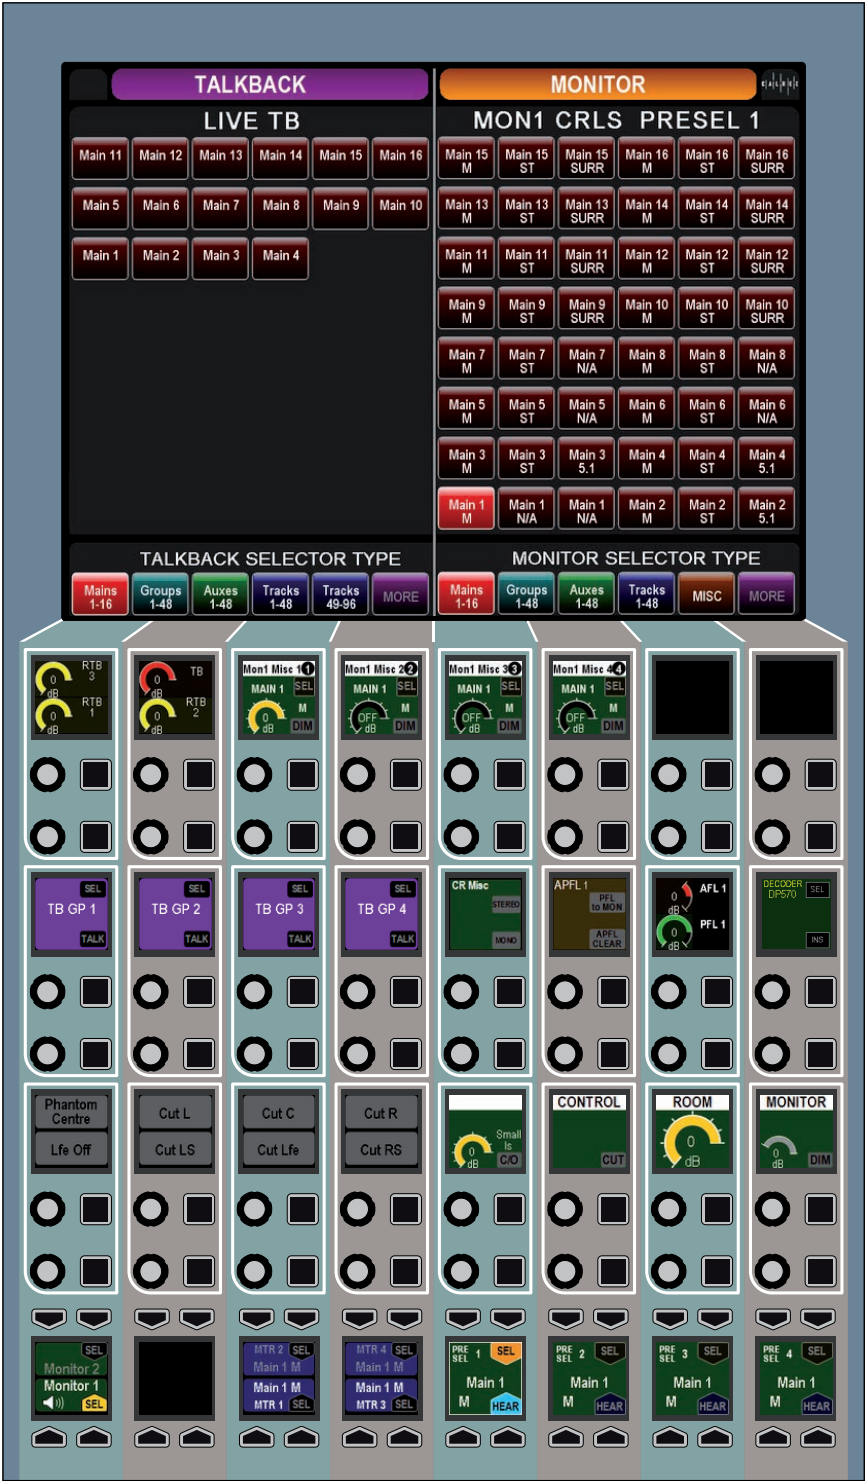 TALKBACK
MONITOR
CALREC
LIVE TB
MON1 CRLS PRESEL 1
Main 11 Main 12 Main 13 Main 14 Main 15 Main 16
Main 5 Main 6 Main 7 Main 8 Main 9 Main 10
Main 1 Main 2 Main 3 Main 4
Main 15 Main 15 Main 15 Main 16 Main 16 Main 16
M ST SURR M ST SURR
Main 13 Main 13 Main 13 Main 14 Main 14 Main 14
M ST SURR M ST SURR
Main 11 Main 11 Main 11 Main 12 Main 12 Main 12
M ST SURR M ST SURR
Main 9 Main 9 Main 9 Main 10 Main 10 Main 10
M ST SURR M ST SURR
Main 7 Main 7 Main 7 Main 8 Main 8 Main 8
M ST N/A M ST N/A
Main 5 Main 5 Main 5 Main 6 Main 6 Main 6
M ST N/A M ST N/A
Main 3 Main 3 Main 3 Main 4 Main 4 Main 4
M ST 5.1 M ST 5.1
Main 1 Main 1 Main 1 Main 2 Main 2 Main 2
M N/A N/A M ST 5.1
TALKBACK SELECTOR TYPE
Mains Groups Auxes Tracks Tracks MORE
1-16 1-48 1-48 1-48 49-96
MONITOR SELECTOR TYPE
Mains Groups Auxes Tracks MISC MORE
1-16 1-48 1-48 1-48
RTB
3
0
dB
RTB
1
0
dB
TB
0
dB
RTB
2
0
dB
Mon1 Misc 1 1
MAIN 1 SEL
M
0
dB DIM
Mon1 Misc 2 2
MAIN 1 SEL
M
OFF
dB DIM
Mon1 Misc 3 3
MAIN 1 SEL
M
OFF
dB DIM
Mon1 Misc 4 4
MAIN 1 SEL
M
OFF
dB DIM
SEL
TB GP 1
TALK
SEL
TB GP 2
TALK
SEL
TB GP 3
TALK
SEL
TB GP 4
TALK
CR Misc
STEREO
MONO
APFL 1
PFL
to MON
APFL
CLEAR
AFL 1
0
dB
PFL 1
0
dB
DECODER SEL
DP570
INS
Phantom
Centre
Lfe Off
Cut L
Cut LS
Cut C
Cut Lfe
Cut R
Cut RS
Small
ls
0
dB C/O
CONTROL
CUT
ROOM
0
dB
MONITOR
0
dB DIM
SEL
Monitor 2
Monitor 1
SEL
MTR 2 SEL
Main 1 M
Main 1 M
MTR 1 SEL
MTR 4 SEL
Main 1 M
Main 1 M
MTR 3 SEL
PRE 1 SEL
SEL
Main 1
M HEAR
PRE 2 SEL
SEL
Main 1
M HEAR
PRE 3 SEL
SEL
Main 1
M HEAR
PRE 4 SEL
SEL
Main 1
M HEAR